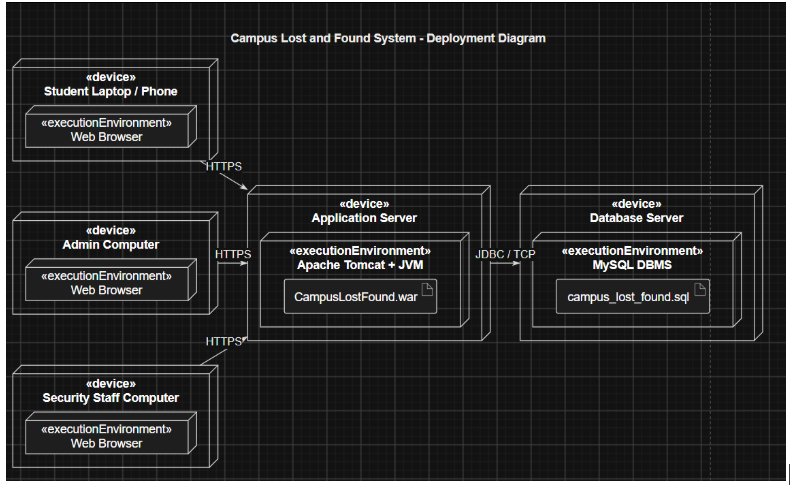 Campus Lost and Found System - Deployment Diagram
«device»
Student Laptop / Phone
«executionEnvironment»
Web Browser
HTTPS
«device»
Admin Computer
«executionEnvironment»
Web Browser
HTTPS
«device»
Security Staff Computer
«executionEnvironment»
Web Browser
HTTPS
«device»
Application Server
«executionEnvironment»
Apache Tomcat + JVM
CampusLostFound.war
JDBC / TCP
«device»
Database Server
«executionEnvironment»
MySQL DBMS
campus_lost_found.sql